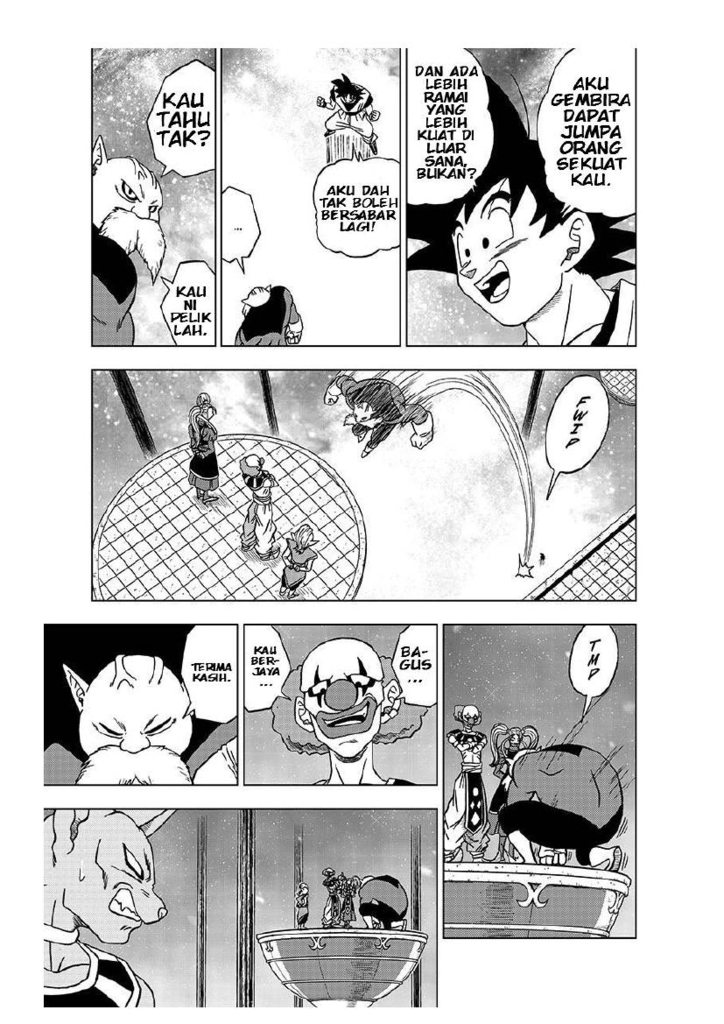 AKU
GEMBIRA
DAPAT
JUMPA
ORANG
SEKUAT
KAU.
DAN ADA
LEBIH
RAMAI
YANG
LEBIH
KUAT DI
LUAR
SANA,
BUKAN?
AKU DAH
TAK BOLEH
BERSABAR
LAGI!
...
KAU
TAHU
TAK?
KAU
NI
PELIK
LAH.
FWIP
TMP
BA-
GUS
...
KAU
BER-
JAYA
...
TERIMA
KASIH.